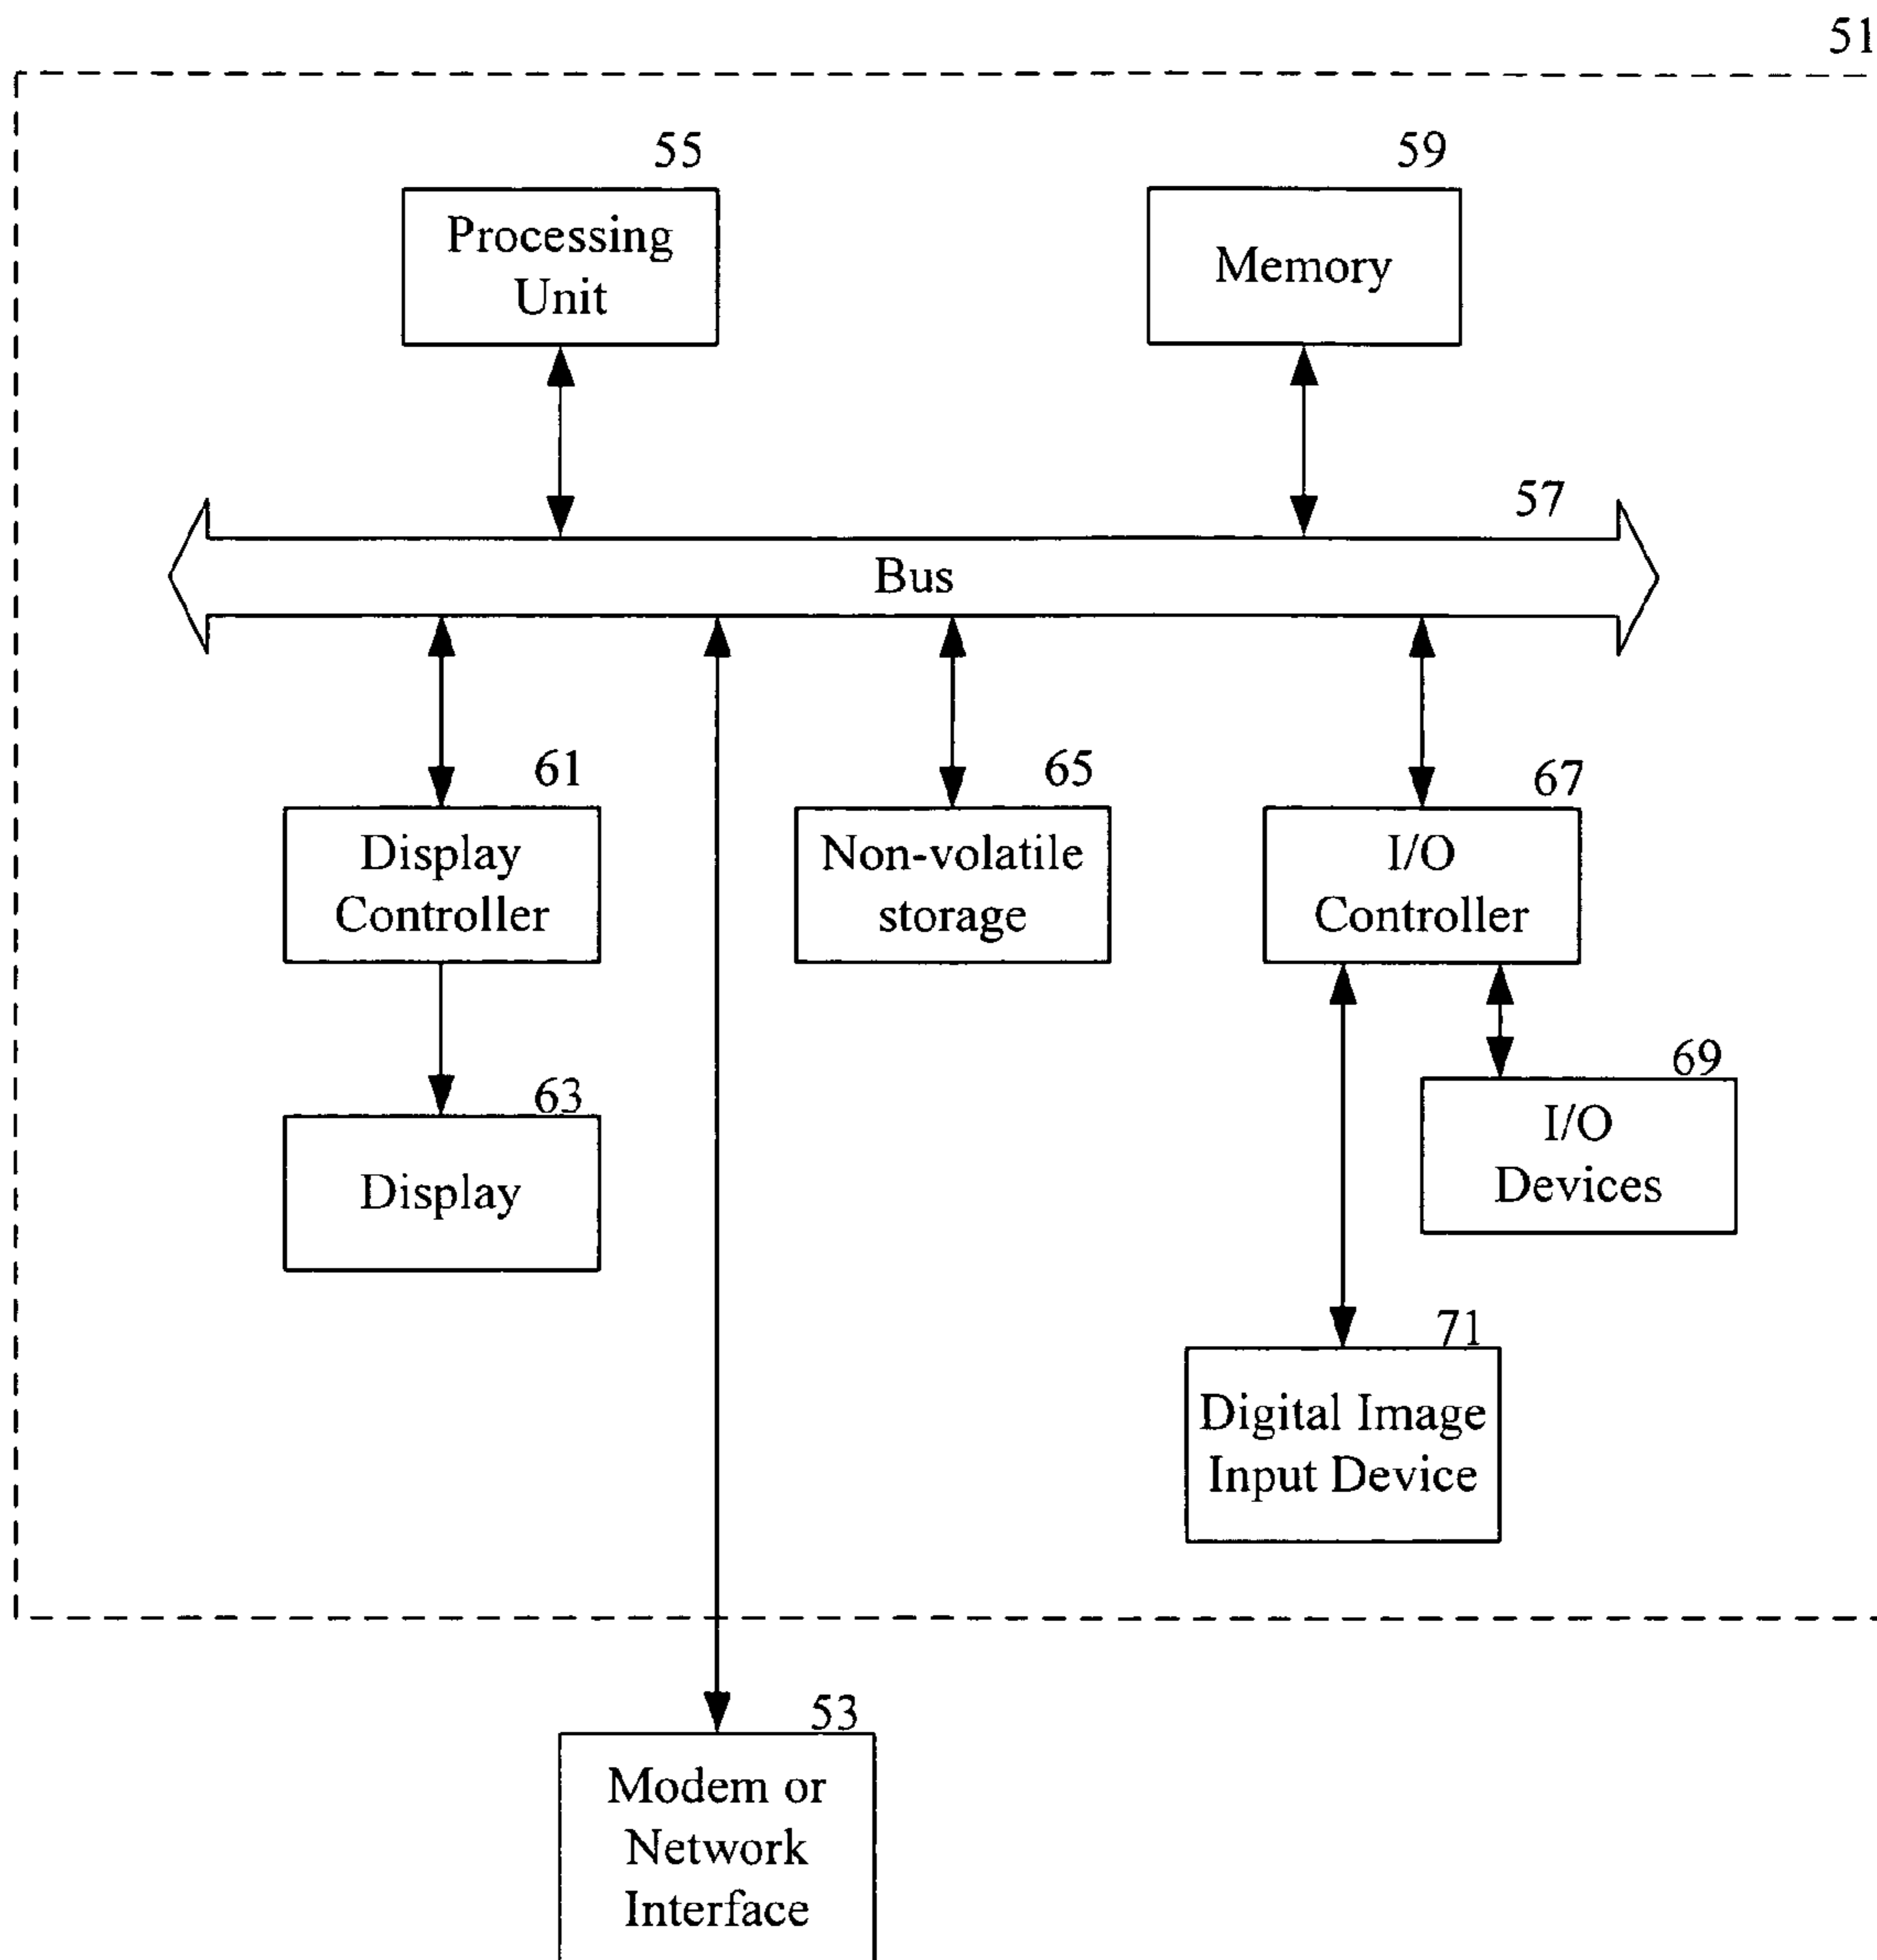 51
55
59
Processing
Unit
Memory
57
Bus
61
65
67
Display
Controller
Non-volatile
storage
I/O
Controller
63
69
Display
I/O
Devices
71
Digital Image
Input Device
53
Modem or
Network
Interface